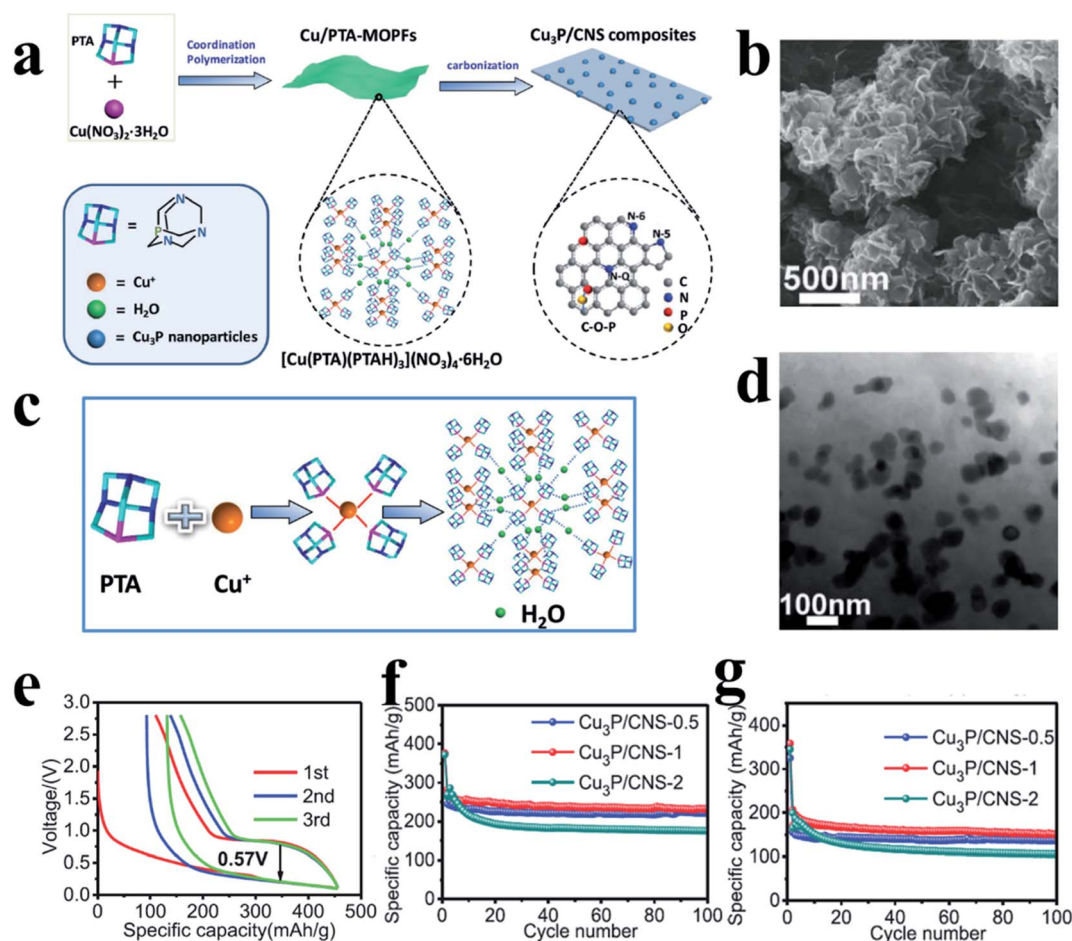 a
PTA
+
Cu(NO₃)₂·3H₂O
Coordination
Polymerization
Cu/PTA-MOPFs
carbonization
Cu₃P/CNS composites
N
P
N
N
=
= Cu⁺
= H₂O
= Cu₃P nanoparticles
[Cu(PTA)(PTAH)₃](NO₃)₄·6H₂O
N-6
N-5
N-Q
C-O-P
C
N
P
O
b
500nm
c
PTA
Cu⁺
H₂O
d
100nm
e
Voltage/(V)
3.0
2.5
2.0
1.5
1.0
0.5
0.0
1st
2nd
3rd
0.57V
0 100 200 300 400 500
Specific capacity(mAh/g)
f
Specific capacity (mAh/g)
500
400
300
200
100
0
Cu₃P/CNS-0.5
Cu₃P/CNS-1
Cu₃P/CNS-2
0 20 40 60 80 100
Cycle number
g
Specific capacity (mAh/g)
400
300
200
100
0
Cu₃P/CNS-0.5
Cu₃P/CNS-1
Cu₃P/CNS-2
0 20 40 60 80 100
Cycle number